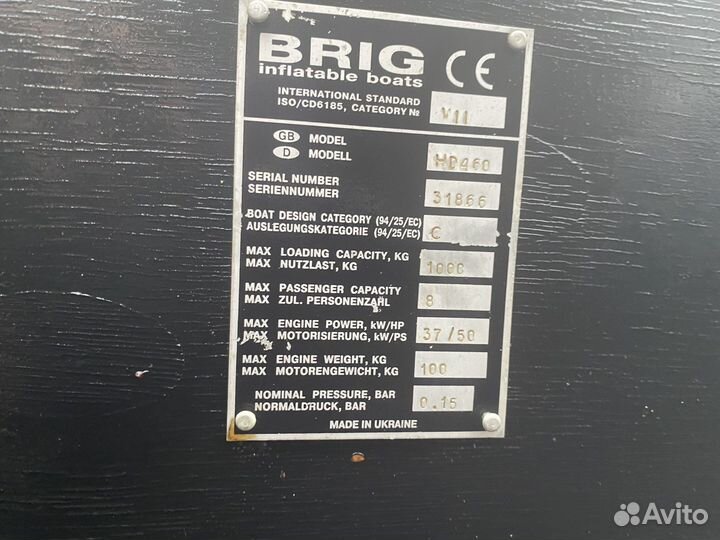 BRIG
inflatable boats
CE
INTERNATIONAL STANDARD
ISO/CD6185, CATEGORY № VII
GB MODEL
D MODELL
HD460
SERIAL NUMBER
SERIENNUMMER
31866
BOAT DESIGN CATEGORY (94/25/EC)
AUSLEGUNGSKATEGORIE (94/25/EC)
C
MAX LOADING CAPACITY, KG
MAX NUTZLAST, KG
1000
MAX PASSENGER CAPACITY
MAX ZUL. PERSONENZAHL
8
MAX ENGINE POWER, kW/HP
MAX MOTORISIERUNG, kW/PS
37/50
MAX ENGINE WEIGHT, KG
MAX MOTORENGEWICHT, KG
100
NOMINAL PRESSURE, BAR
NORMALDRUCK, BAR
0.15
MADE IN UKRAINE
Avito